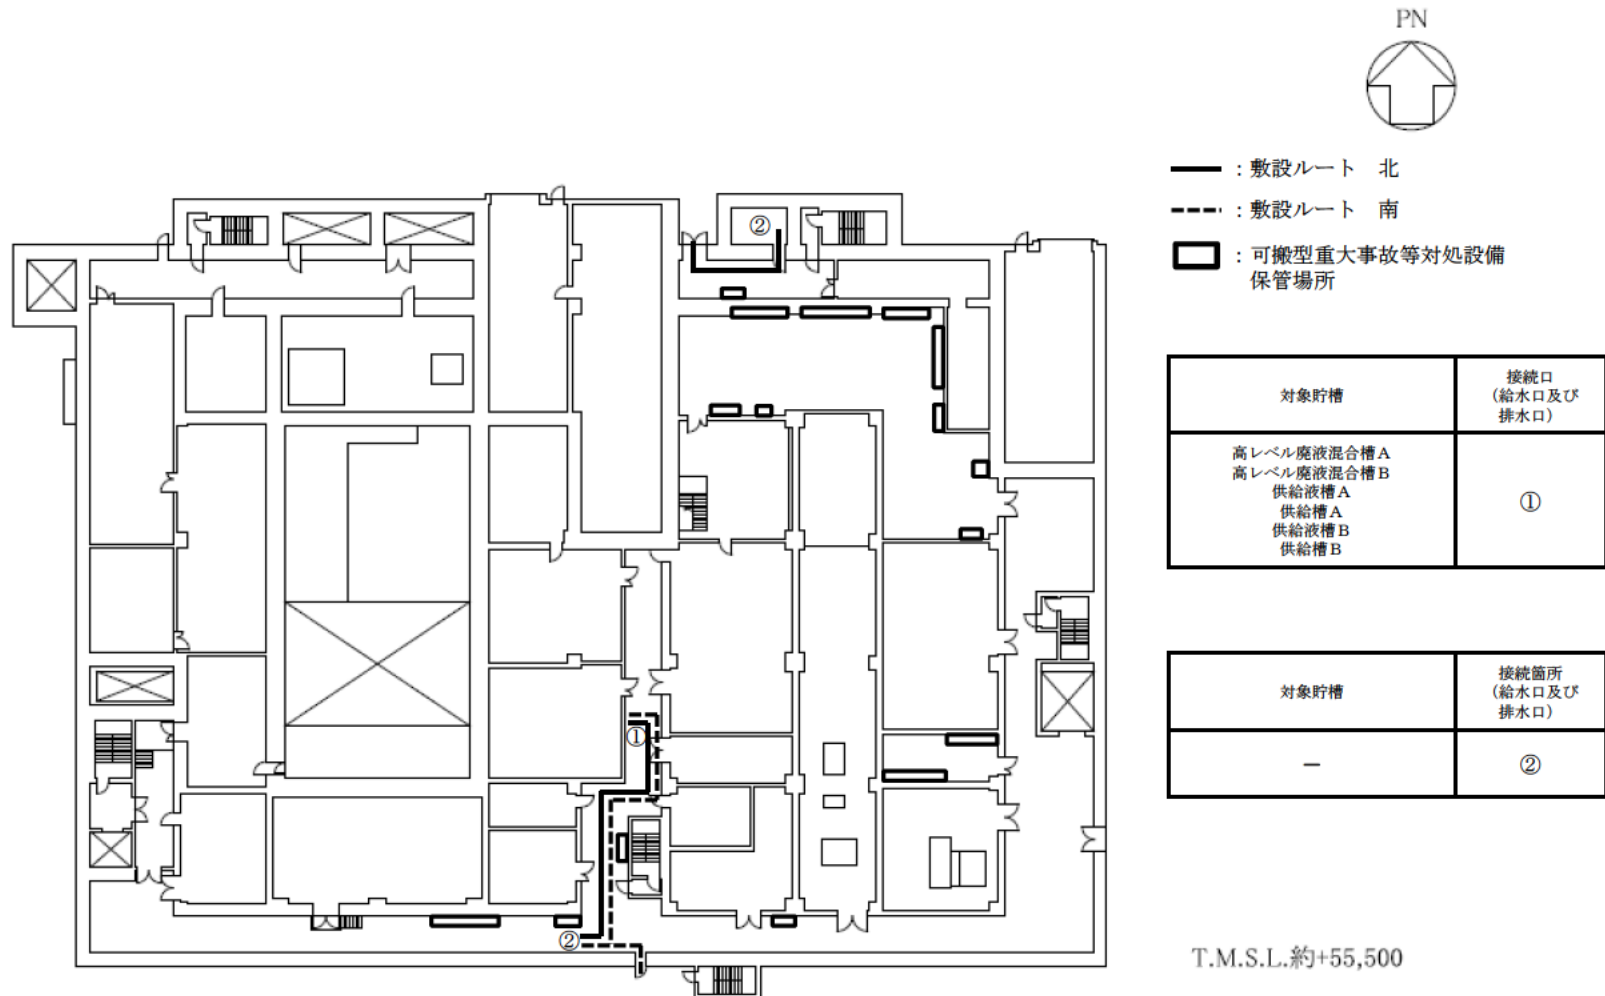 PN
：敷設ルート　北
：敷設ルート　南
：可搬型重大事故等対処設備
保管場所
対象貯槽
接続口
（給水口及び
排水口）
高レベル廃液混合槽A
高レベル廃液混合槽B
供給液槽A
供給槽A
供給液槽B
供給槽B
①
対象貯槽
接続箇所
（給水口及び
排水口）
－
②
②
①
②
T.M.S.L.約+55,500